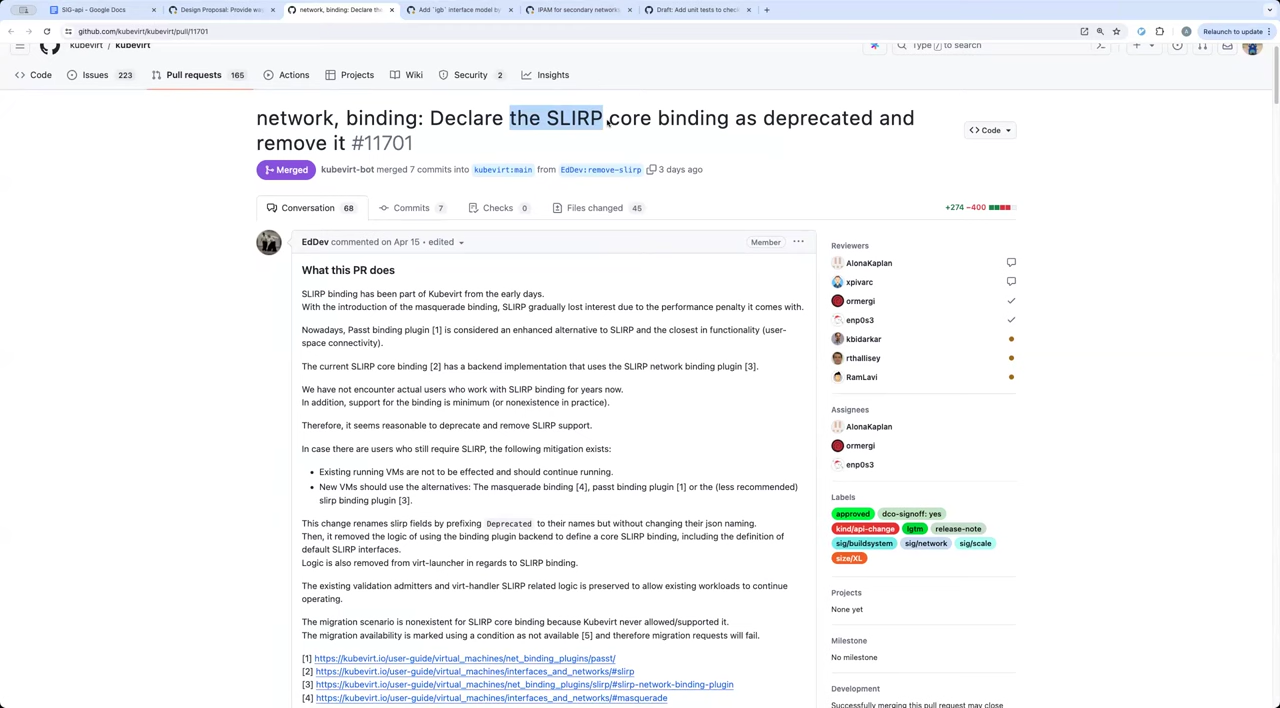 SIG-api - Google Docs
Design Proposal: Provide way
network, binding: Declare the
Add `igb` interface model by
IPAM for secondary networks
Draft: Add unit tests to check
github.com/kubevirt/kubevirt/pull/11701
Relaunch to update
kubevirt / kubevirt
Type / to search
Code
Issues 223
Pull requests 165
Actions
Projects
Wiki
Security 2
Insights
network, binding: Declare the SLIRP core binding as deprecated and
remove it #11701
Code
Merged kubevirt-bot merged 7 commits into kubevirt:main from EdDev:remove-slirp 3 days ago
Conversation 68
Commits 7
Checks 0
Files changed 45
+274 −400
EdDev commented on Apr 15 • edited
Member
What this PR does
SLIRP binding has been part of Kubevirt from the early days.
With the introduction of the masquerade binding, SLIRP gradually lost interest due to the performance penalty it comes with.
Nowadays, Passt binding plugin [1] is considered an enhanced alternative to SLIRP and the closest in functionality (user-
space connectivity).
The current SLIRP core binding [2] has a backend implementation that uses the SLIRP network binding plugin [3].
We have not encounter actual users who work with SLIRP binding for years now.
In addition, support for the binding is minimum (or nonexistence in practice).
Therefore, it seems reasonable to deprecate and remove SLIRP support.
In case there are users who still require SLIRP, the following mitigation exists:
• Existing running VMs are not to be effected and should continue running.
• New VMs should use the alternatives: The masquerade binding [4], passt binding plugin [1] or the (less recommended)
slirp binding plugin [3].
This change renames slirp fields by prefixing Deprecated to their names but without changing their json naming.
Then, it removed the logic of using the binding plugin backend to define a core SLIRP binding, including the definition of
default SLIRP interfaces.
Logic is also removed from virt-launcher in regards to SLIRP binding.
The existing validation admitters and virt-handler SLIRP related logic is preserved to allow existing workloads to continue
operating.
The migration scenario is nonexistent for SLIRP core binding because Kubevirt never allowed/supported it.
The migration availability is marked using a condition as not available [5] and therefore migration requests will fail.
[1] https://kubevirt.io/user-guide/virtual_machines/net_binding_plugins/passt/
[2] https://kubevirt.io/user-guide/virtual_machines/interfaces_and_networks/#slirp
[3] https://kubevirt.io/user-guide/virtual_machines/net_binding_plugins/slirp/#slirp-network-binding-plugin
[4] https://kubevirt.io/user-guide/virtual_machines/interfaces_and_networks/#masquerade
Reviewers
AlonaKaplan
xpivarc
ormergi
enp0s3
kbidarkar
rthallisey
RamLavi
Assignees
AlonaKaplan
ormergi
enp0s3
Labels
approved dco-signoff: yes
kind/api-change lgtm release-note
sig/buildsystem sig/network sig/scale
size/XL
Projects
None yet
Milestone
No milestone
Development
Successfully merging this pull request may close